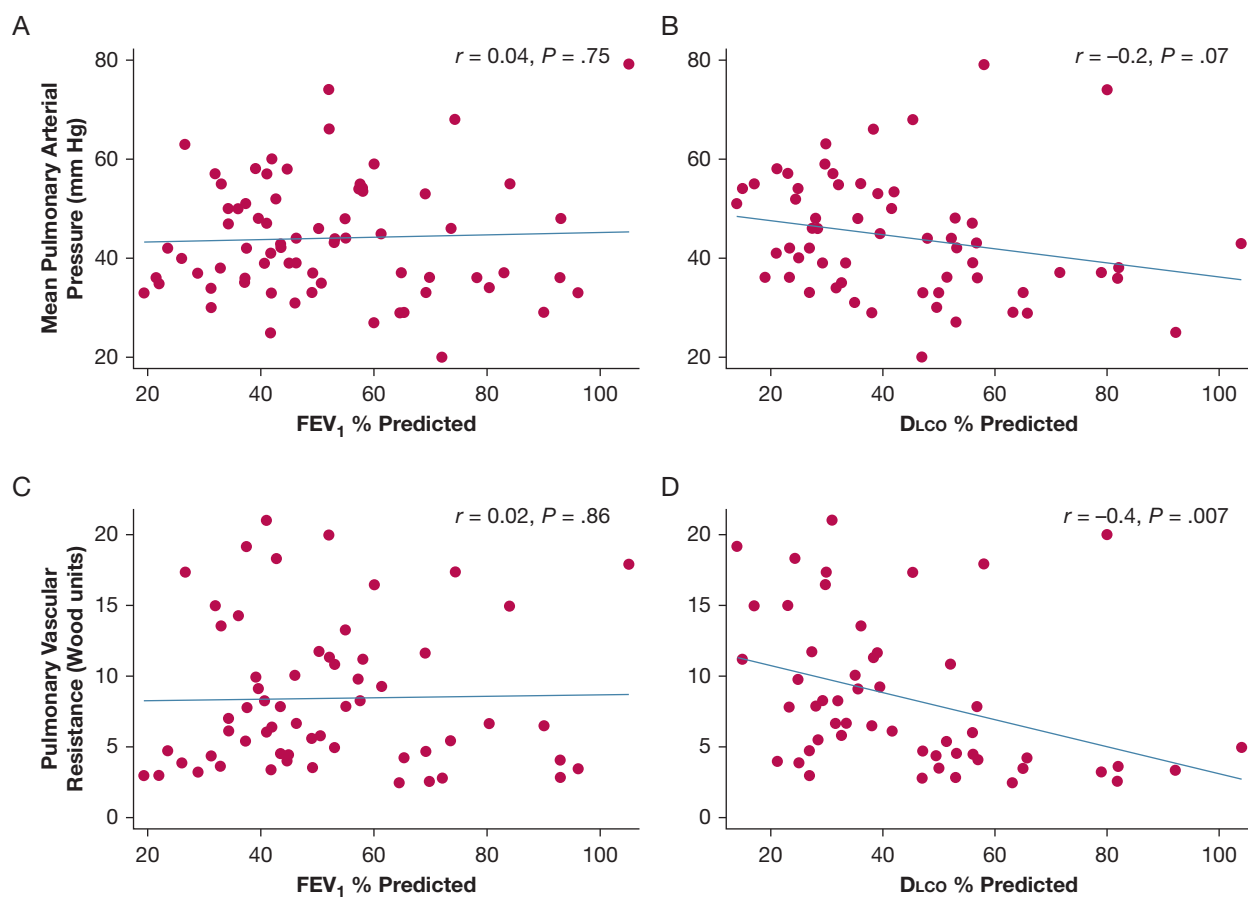 A
r = 0.04, P = .75
Mean Pulmonary Arterial
Pressure (mm Hg)
80
60
40
20
20 40 60 80 100
FEV₁ % Predicted
B
r = –0.2, P = .07
80
60
40
20
20 40 60 80 100
DLCO % Predicted
C
r = 0.02, P = .86
Pulmonary Vascular
Resistance (Wood units)
20
15
10
5
0
20 40 60 80 100
FEV₁ % Predicted
D
r = –0.4, P = .007
20
15
10
5
0
20 40 60 80 100
DLCO % Predicted